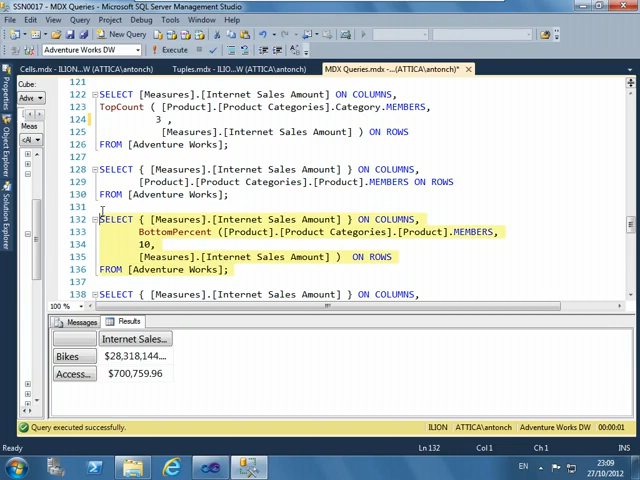 SSN0017 - MDX Queries - Microsoft SQL Server Management Studio
File Edit View Query Project Debug Tools Window Help
New Query
Adventure Works DW
Execute
Cells.mdx - ILION...W (ATTICA\antonch)
Tuples.mdx - ILIO...W (ATTICA\antonch)
MDX Queries.mdx -...(ATTICA\antonch)*
Properties
Object Explorer
Solution Explorer
Cube:
Adve
Meas
<Al
121
122 SELECT [Measures].[Internet Sales Amount] ON COLUMNS,
123 TopCount ( [Product].[Product Categories].Category.MEMBERS,
124 3 ,
125 [Measures].[Internet Sales Amount] ) ON ROWS
126 FROM [Adventure Works];
127
128 SELECT { [Measures].[Internet Sales Amount] } ON COLUMNS,
129 [Product].[Product Categories].[Product].MEMBERS ON ROWS
130 FROM [Adventure Works];
131
132 SELECT { [Measures].[Internet Sales Amount] } ON COLUMNS,
133 BottomPercent ([Product].[Product Categories].[Product].MEMBERS,
134 10,
135 [Measures].[Internet Sales Amount] ) ON ROWS
136 FROM [Adventure Works];
137
138 SELECT { [Measures].[Internet Sales Amount] } ON COLUMNS,
100 %
Messages Results
Internet Sales...
Bikes $28,318,144....
Access... $700,759.96
Query executed successfully.
ILION ATTICA\antonch Adventure Works DW 00:00:01
Ready Ln 132 Col 1 Ch 1 INS
EN 23:09
27/10/2012